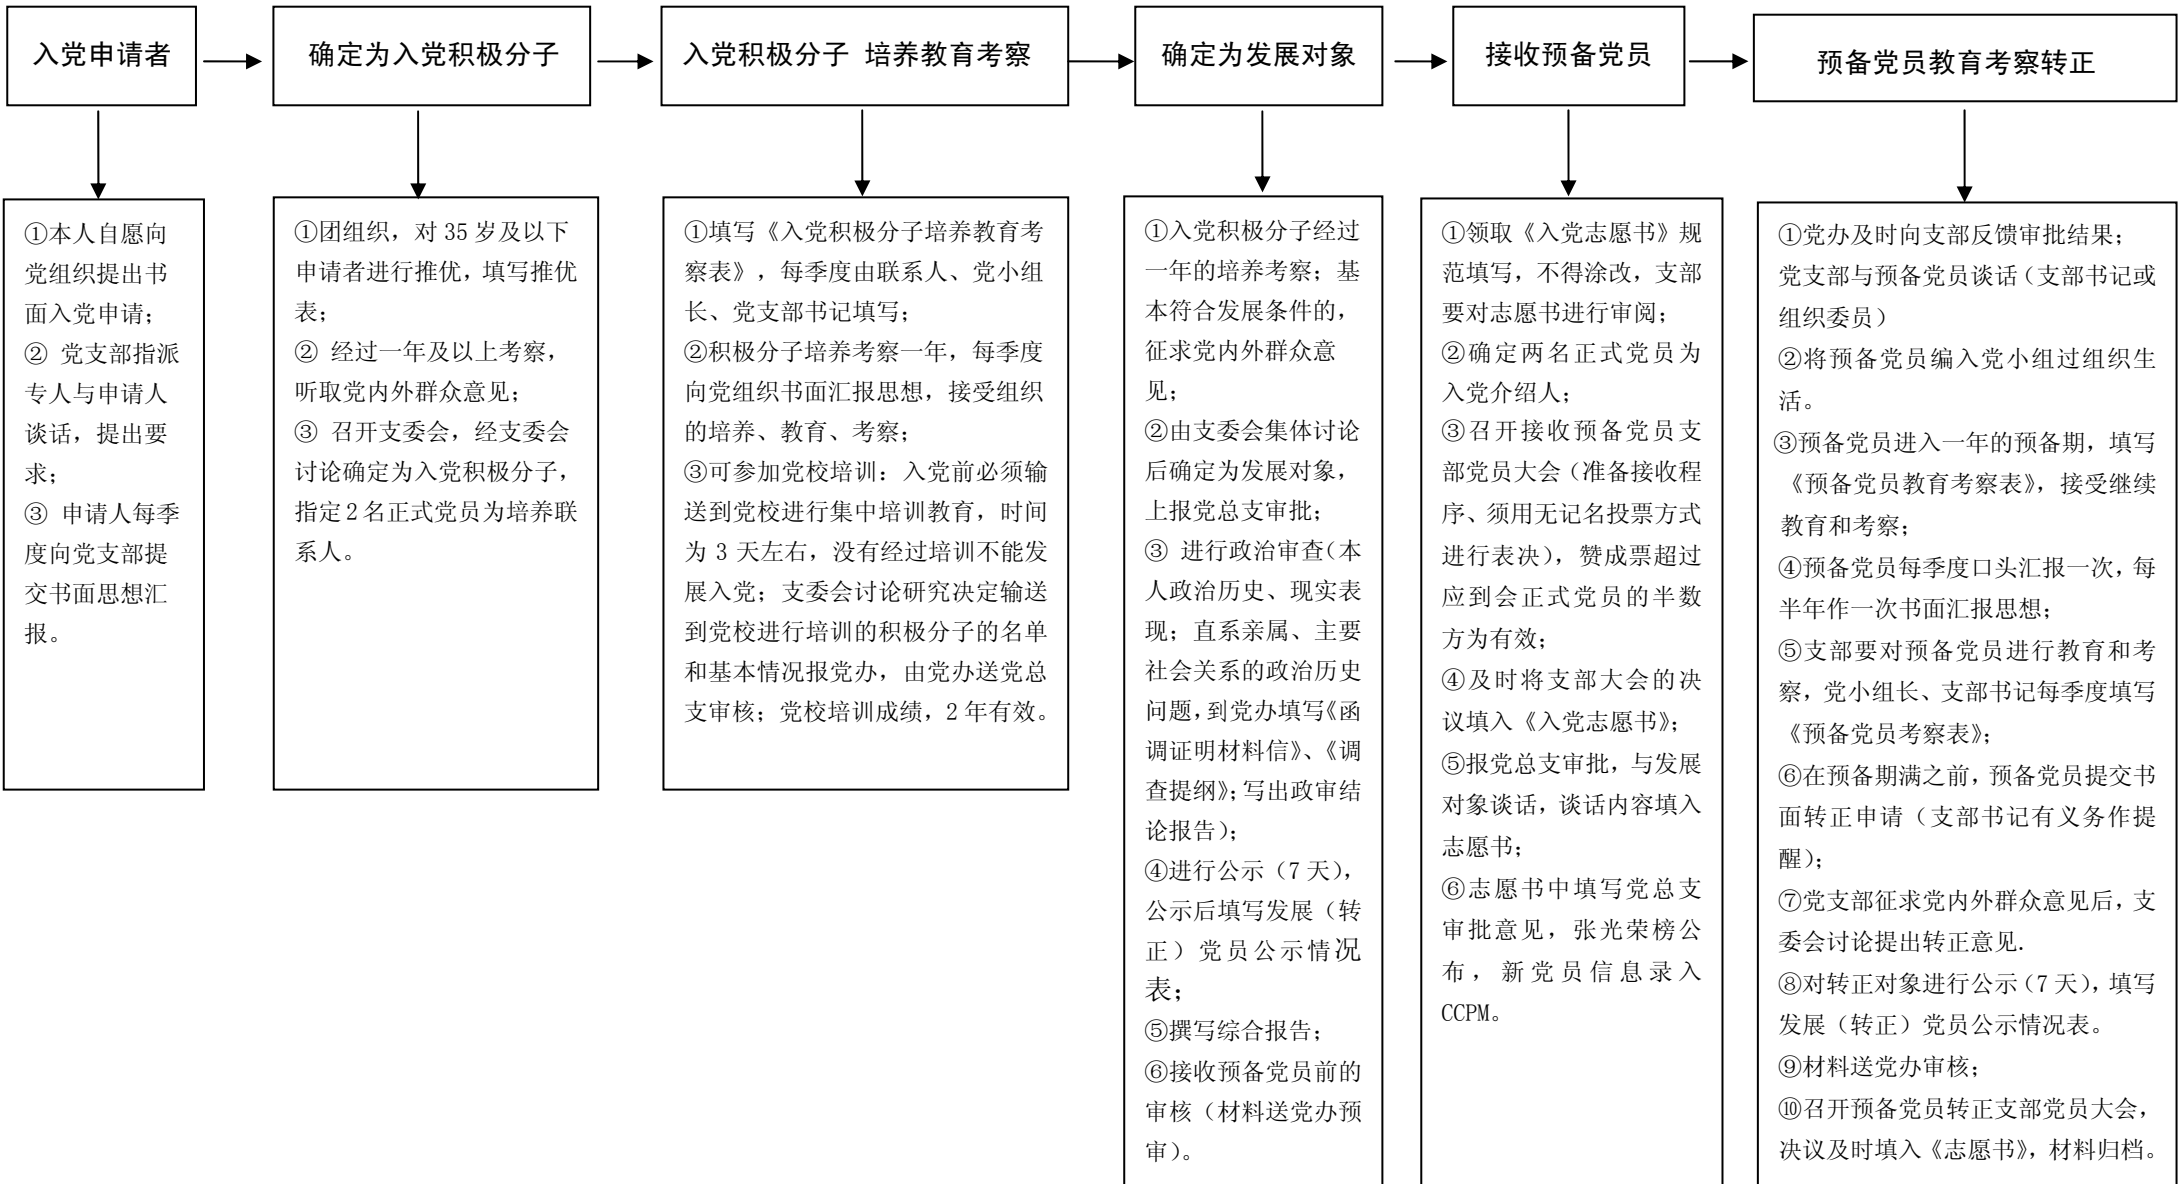 入党申请者
确定为入党积极分子
入党积极分子 培养教育考察
确定为发展对象
接收预备党员
预备党员教育考察转正
①本人自愿向
党组织提出书
面入党申请；
② 党支部指派
专人与申请人
谈话，提出要
求；
③ 申请人每季
度向党支部提
交书面思想汇
报。
①团组织，对 35 岁及以下
申请者进行推优，填写推优
表；
② 经过一年及以上考察，
听取党内外群众意见；
③ 召开支委会，经支委会
讨论确定为入党积极分子，
指定 2 名正式党员为培养联
系人。
①填写《入党积极分子培养教育考
察表》，每季度由联系人、党小组
长、党支部书记填写；
②积极分子培养考察一年，每季度
向党组织书面汇报思想，接受组织
的培养、教育、考察；
③可参加党校培训：入党前必须输
送到党校进行集中培训教育，时间
为 3 天左右，没有经过培训不能发
展入党；支委会讨论研究决定输送
到党校进行培训的积极分子的名单
和基本情况报党办，由党办送党总
支审核；党校培训成绩，2 年有效。
①入党积极分子经过
一年的培养考察；基
本符合发展条件的，
征求党内外群众意
见；
②由支委会集体讨论
后确定为发展对象，
上报党总支审批；
③ 进行政治审查（本
人政治历史、现实表
现；直系亲属、主要
社会关系的政治历史
问题，到党办填写《函
调证明材料信》、《调
查提纲》；写出政审结
论报告）；
④进行公示（7 天），
公示后填写发展（转
正）党员公示情况
表；
⑤撰写综合报告；
⑥接收预备党员前的
审核（材料送党办预
审）。
①领取《入党志愿书》规
范填写，不得涂改，支部
要对志愿书进行审阅；
②确定两名正式党员为
入党介绍人；
③召开接收预备党员支
部党员大会（准备接收程
序、须用无记名投票方式
进行表决），赞成票超过
应到会正式党员的半数
方为有效；
④及时将支部大会的决
议填入《入党志愿书》；
⑤报党总支审批，与发展
对象谈话，谈话内容填入
志愿书；
⑥志愿书中填写党总支
审批意见，张光荣榜公
布，新党员信息录入
CCPM。
①党办及时向支部反馈审批结果；
党支部与预备党员谈话（支部书记或
组织委员）
②将预备党员编入党小组过组织生
活。
③预备党员进入一年的预备期，填写
《预备党员教育考察表》，接受继续
教育和考察；
④预备党员每季度口头汇报一次，每
半年作一次书面汇报思想；
⑤支部要对预备党员进行教育和考
察，党小组长、支部书记每季度填写
《预备党员考察表》；
⑥在预备期满之前，预备党员提交书
面转正申请（支部书记有义务作提
醒）；
⑦党支部征求党内外群众意见后，支
委会讨论提出转正意见.
⑧对转正对象进行公示（7 天），填写
发展（转正）党员公示情况表。
⑨材料送党办审核；
⑩召开预备党员转正支部党员大会，
决议及时填入《志愿书》，材料归档。